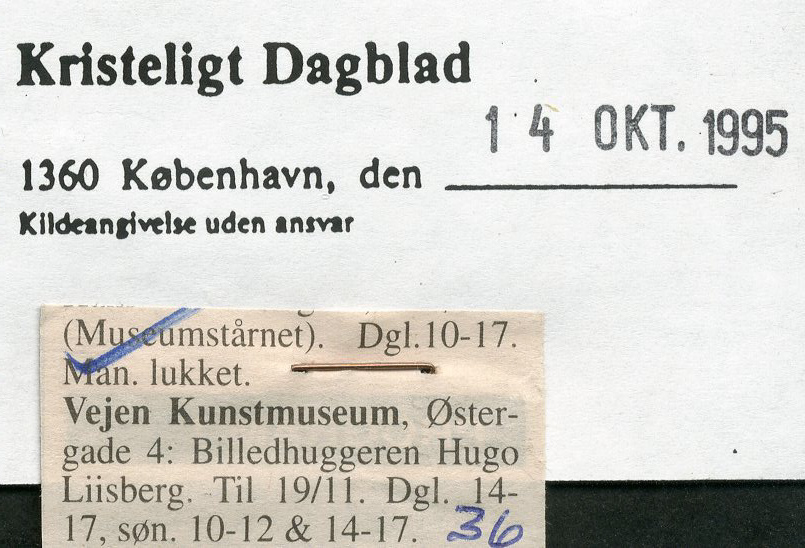 Kristeligt Dagblad
14 OKT. 1995
1360 København, den
Kildeangivelse uden ansvar
(Museumstårnet). Dgl.10-17.
Man. lukket.
Vejen Kunstmuseum, Øster-
gade 4: Billedhuggeren Hugo
Liisberg. Til 19/11. Dgl. 14-
17, søn. 10-12 & 14-17. 36